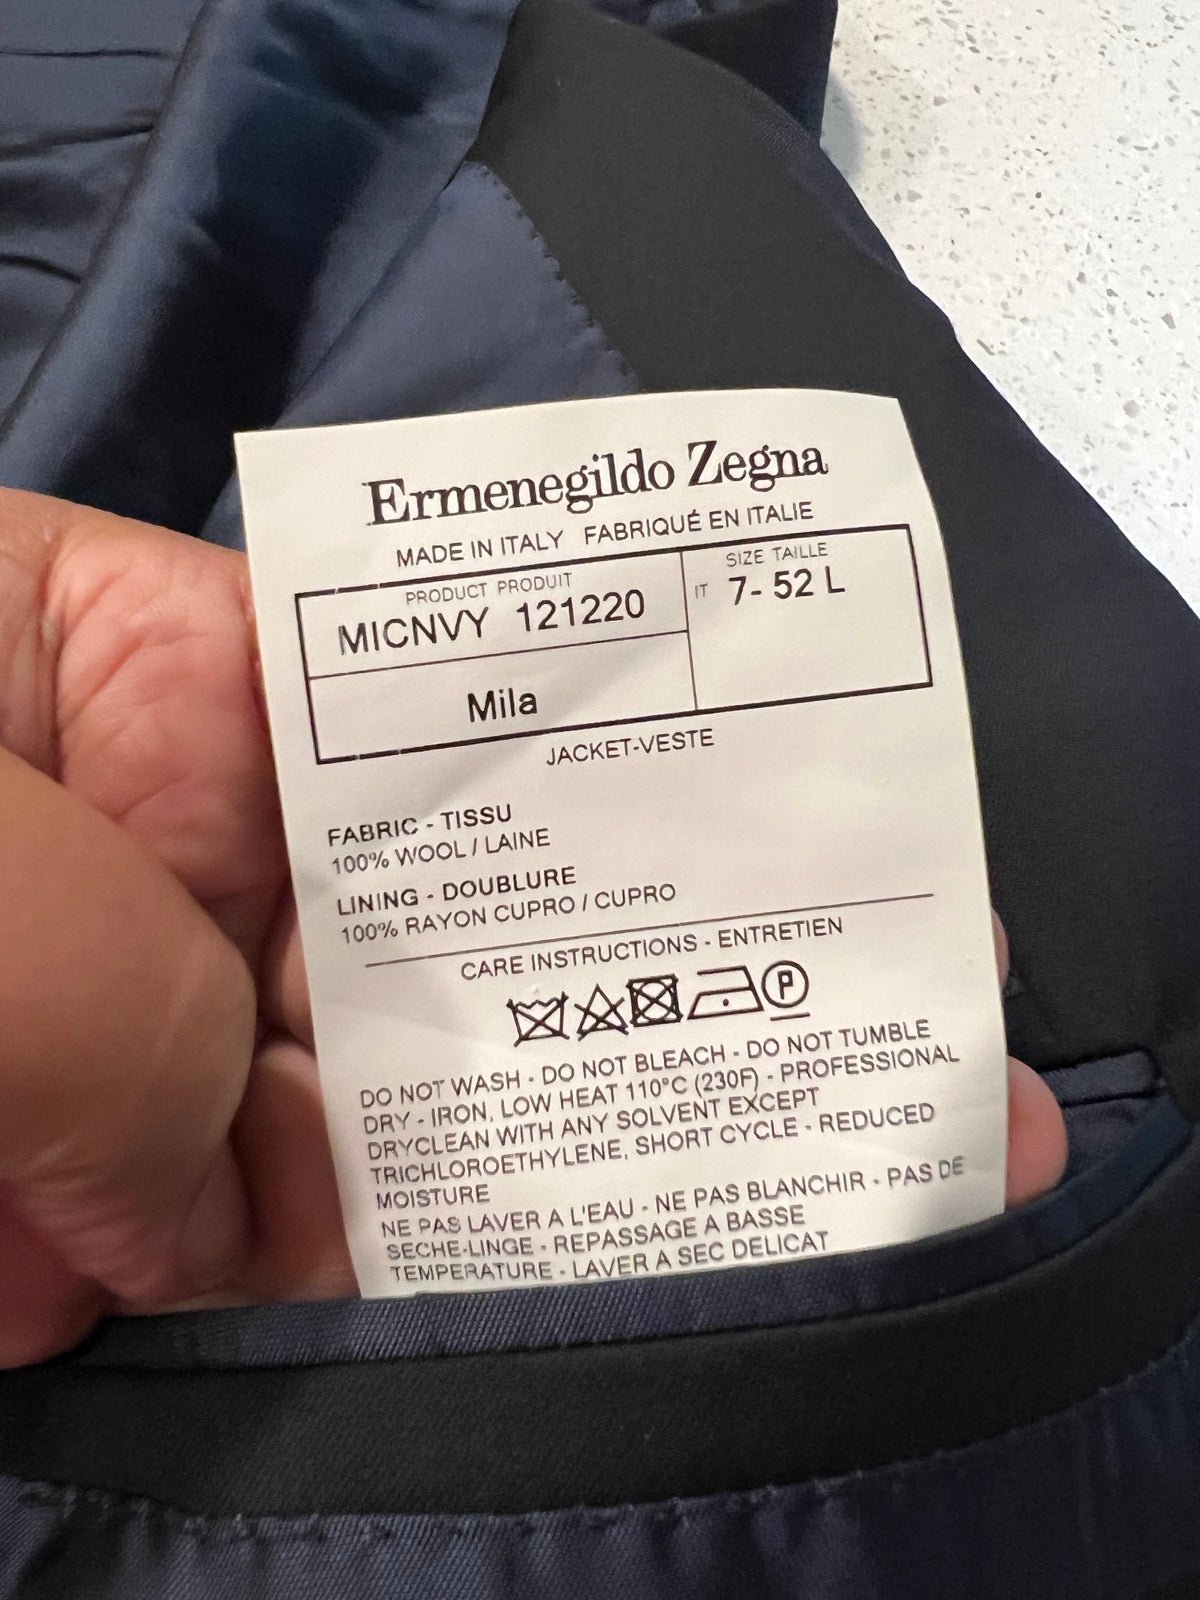 Ermenegildo Zegna
MADE IN ITALY FABRIQUÉ EN ITALIE
PRODUCT PRODUIT
MICNVY 121220
Mila
SIZE TAILLE
IT 7- 52 L
JACKET-VESTE
FABRIC - TISSU
100% WOOL / LAINE
LINING - DOUBLURE
100% RAYON CUPRO / CUPRO
CARE INSTRUCTIONS - ENTRETIEN
P
DO NOT WASH - DO NOT BLEACH - DO NOT TUMBLE
DRY - IRON, LOW HEAT 110°C (230F) - PROFESSIONAL
DRYCLEAN WITH ANY SOLVENT EXCEPT
TRICHLOROETHYLENE, SHORT CYCLE - REDUCED
MOISTURE
NE PAS LAVER A L'EAU - NE PAS BLANCHIR - PAS DE
SECHE-LINGE - REPASSAGE A BASSE
TEMPERATURE - LAVER A SEC DELICAT